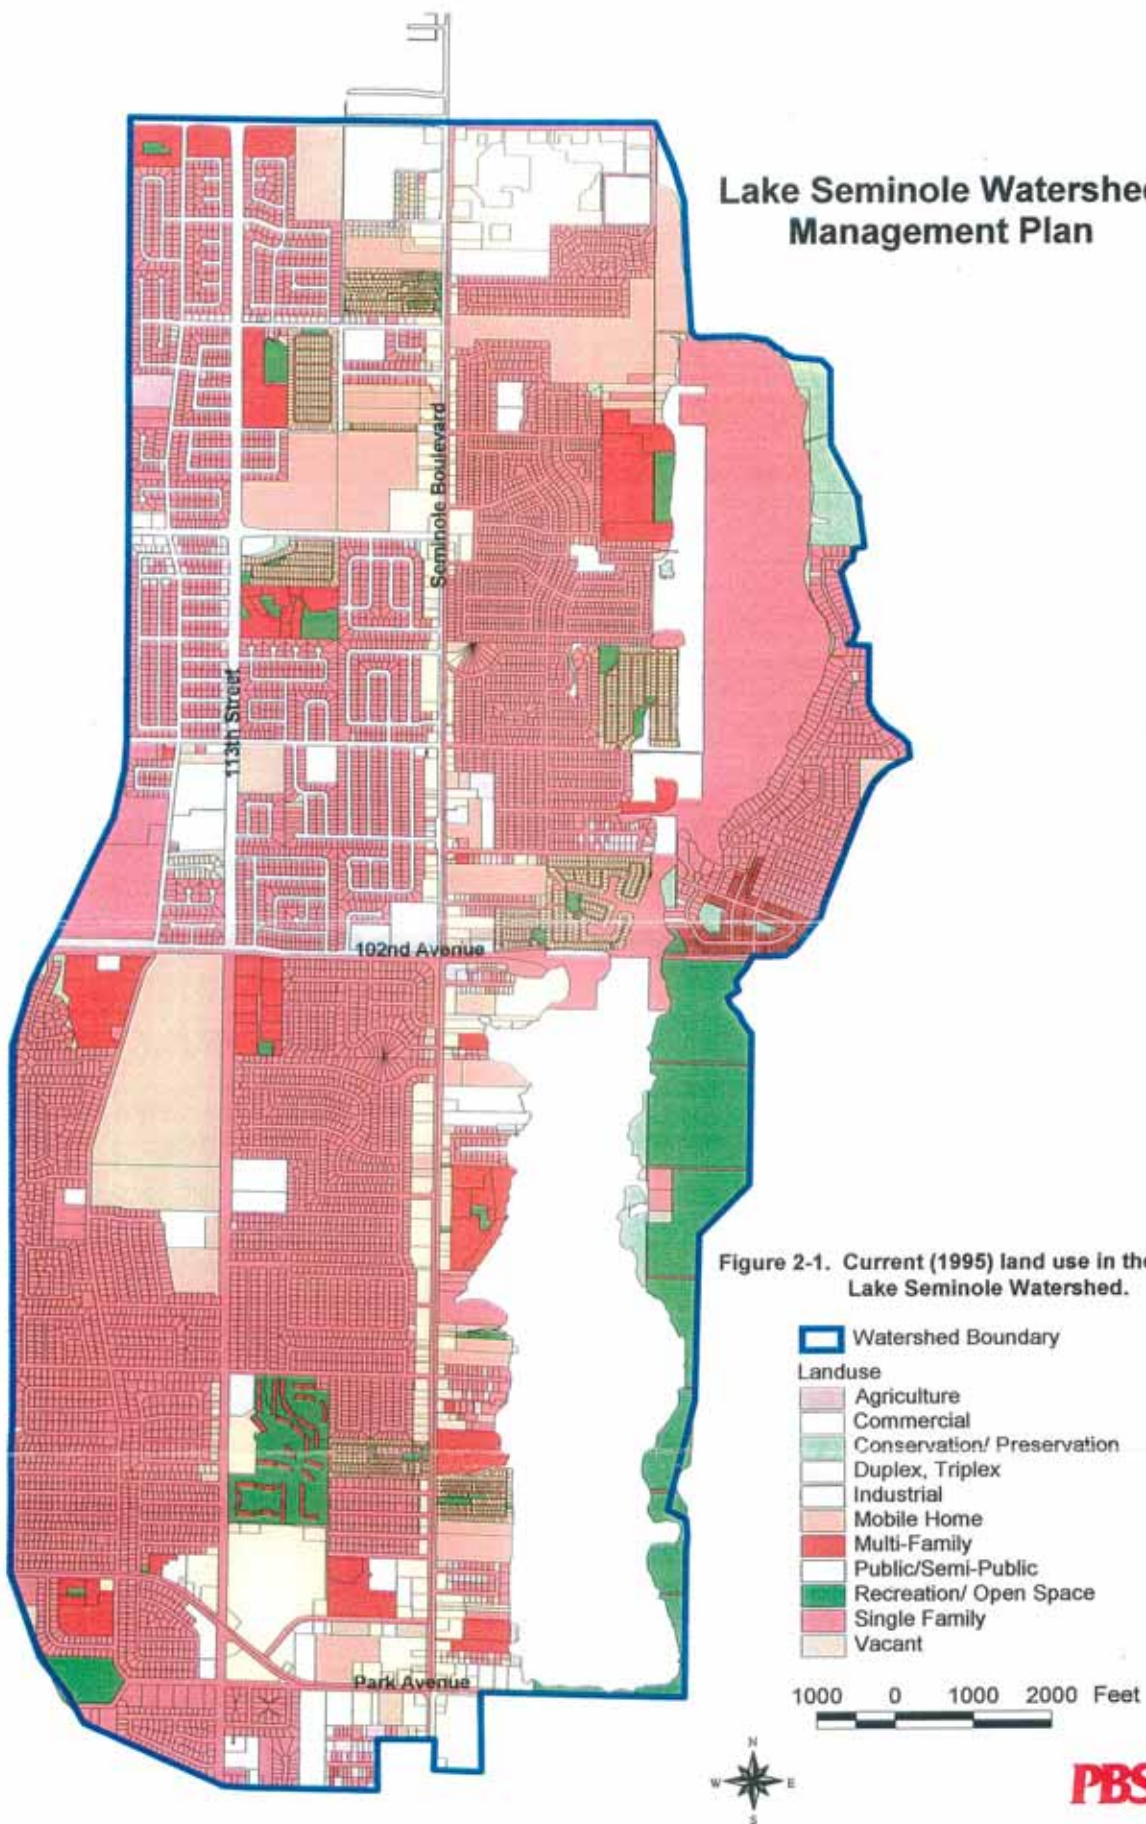 Lake Seminole Watershe
Management Plan
Seminole Boulevard
113th Street
102nd Avenue
Park Avenue
Figure 2-1. Current (1995) land use in the
Lake Seminole Watershed.
Watershed Boundary
Landuse
Agriculture
Commercial
Conservation/ Preservation
Duplex, Triplex
Industrial
Mobile Home
Multi-Family
Public/Semi-Public
Recreation/ Open Space
Single Family
Vacant
1000 0 1000 2000 Feet
N
W E
S
PBS